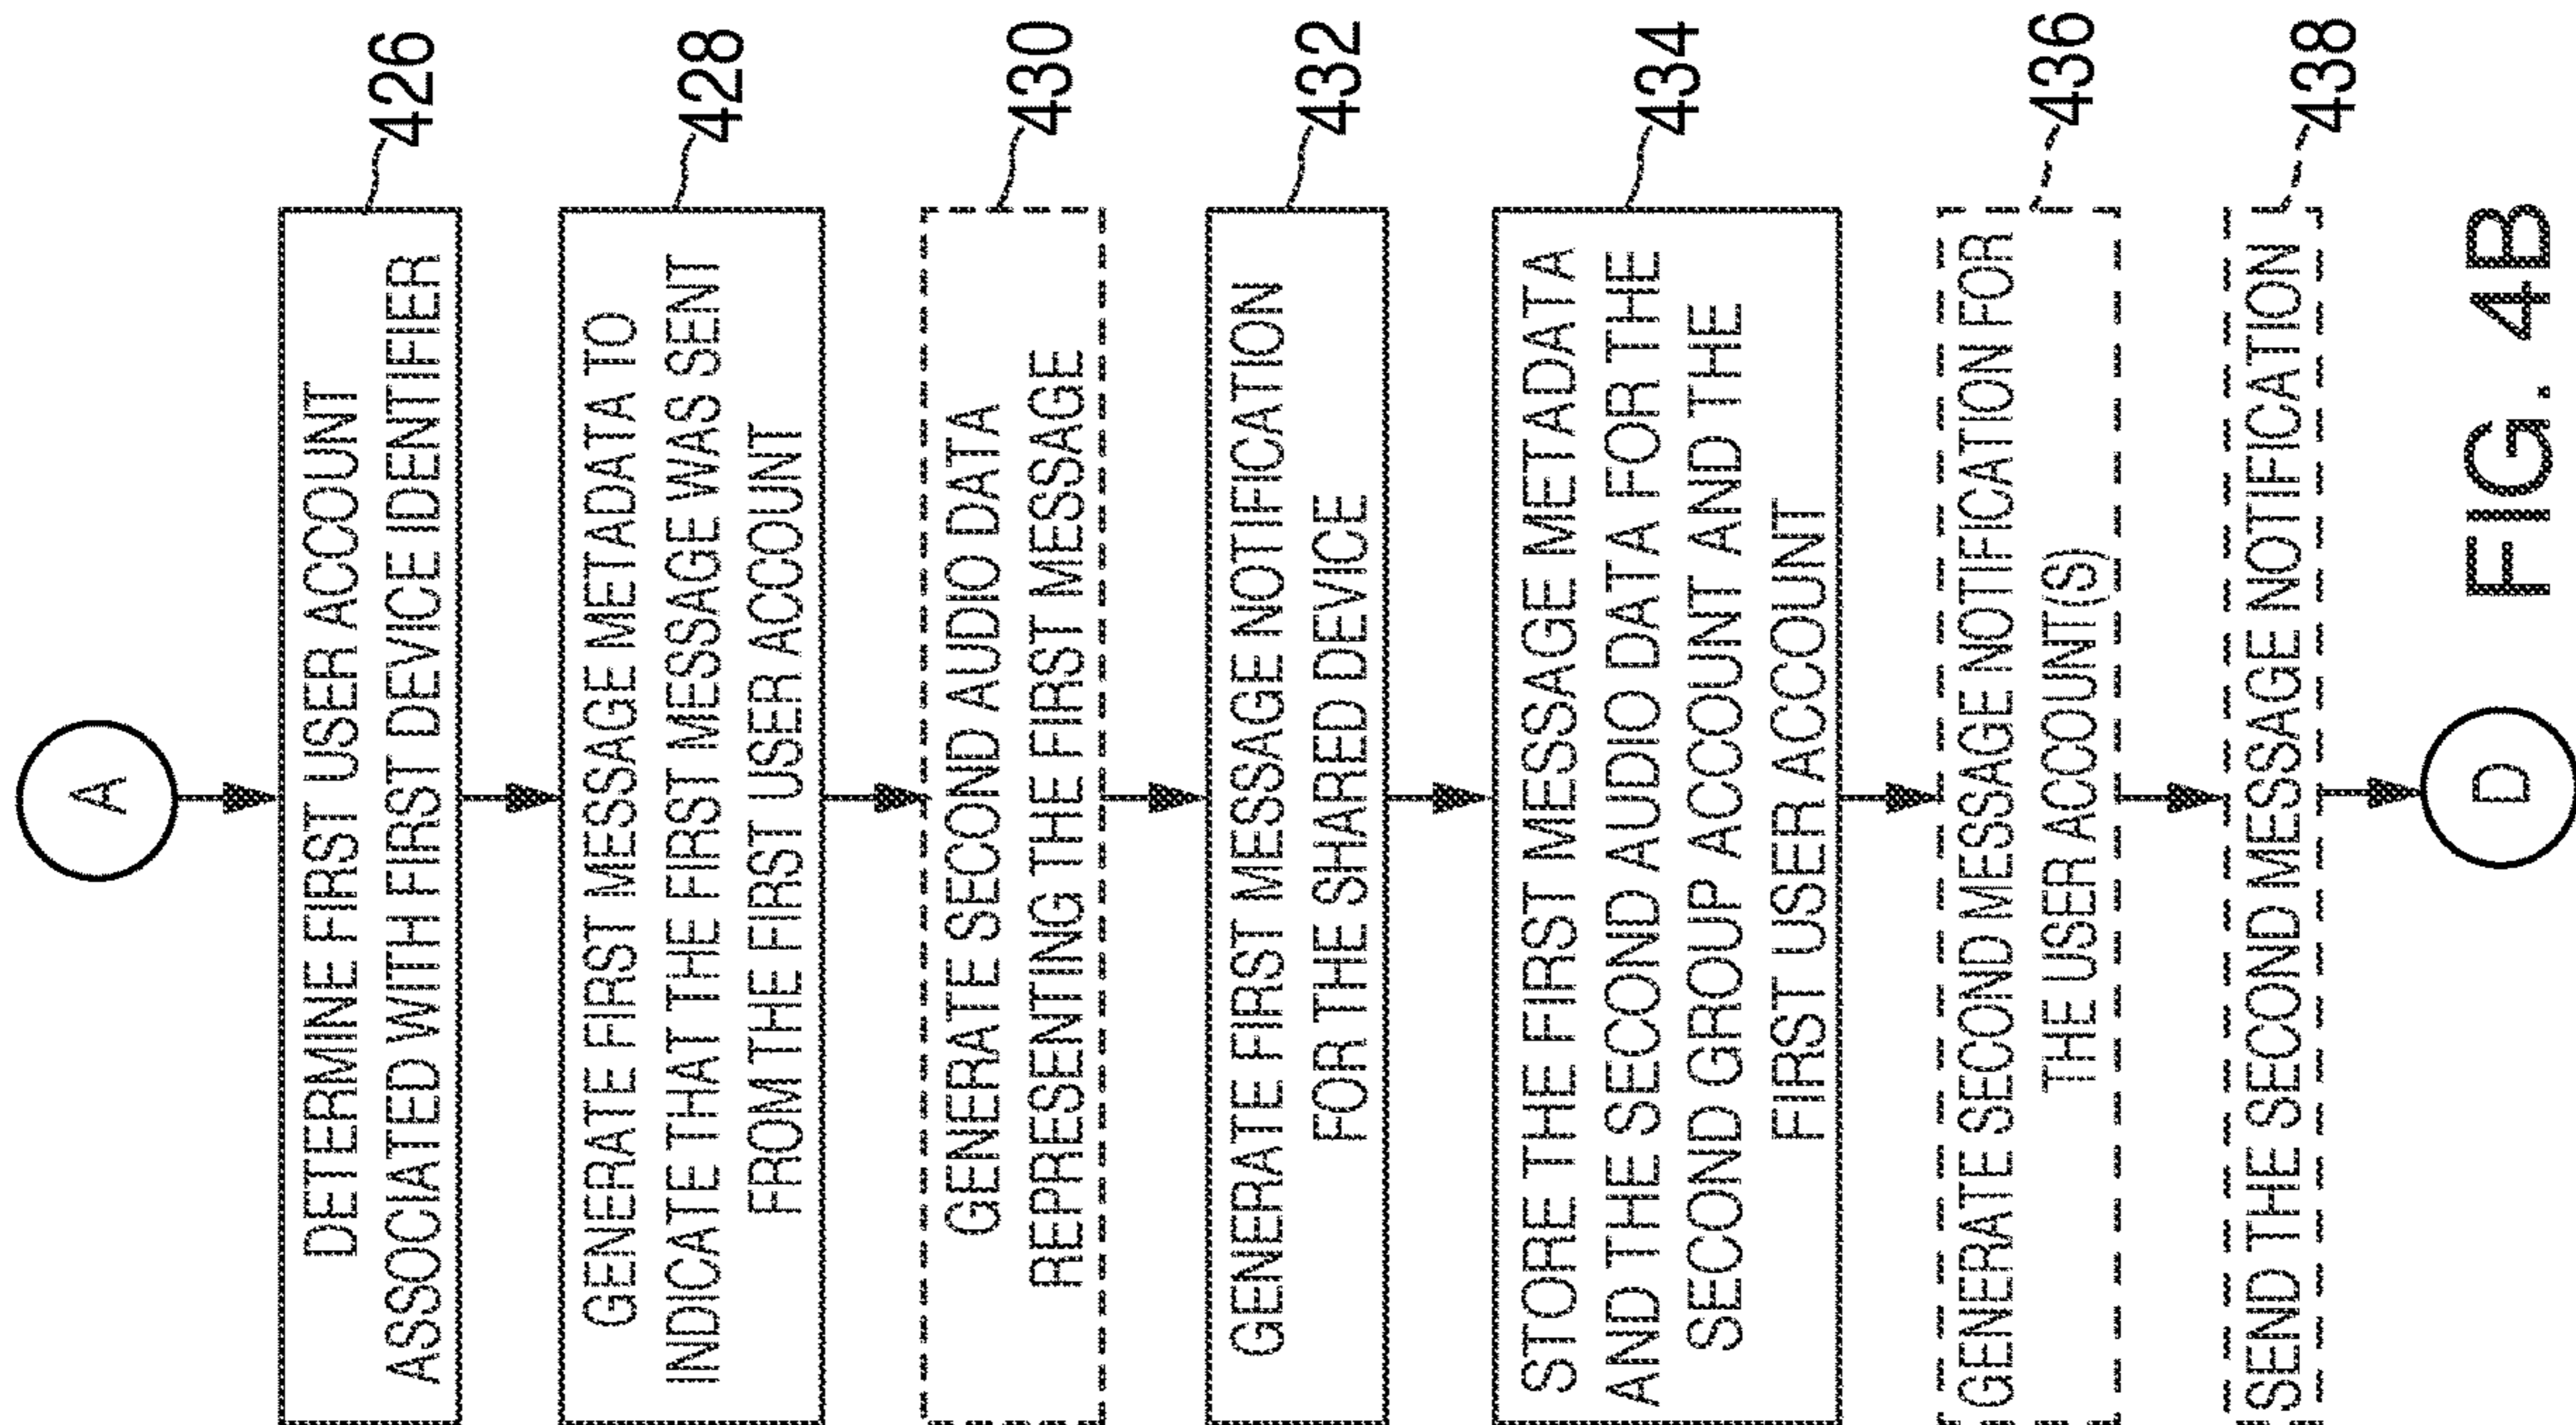 A
DETERMINE FIRST USER ACCOUNT
ASSOCIATED WITH FIRST DEVICE IDENTIFIER
426
GENERATE FIRST MESSAGE METADATA TO
INDICATE THAT THE FIRST MESSAGE WAS SENT
FROM THE FIRST USER ACCOUNT
428
GENERATE SECOND AUDIO DATA
REPRESENTING THE FIRST MESSAGE
430
GENERATE FIRST MESSAGE NOTIFICATION
FOR THE SHARED DEVICE
432
STORE THE FIRST MESSAGE METADATA
AND THE SECOND AUDIO DATA FOR THE
SECOND GROUP ACCOUNT AND THE
FIRST USER ACCOUNT
434
GENERATE SECOND MESSAGE NOTIFICATION FOR
THE USER ACCOUNT(S)
436
SEND THE SECOND MESSAGE NOTIFICATION
438
D
FIG. 4B